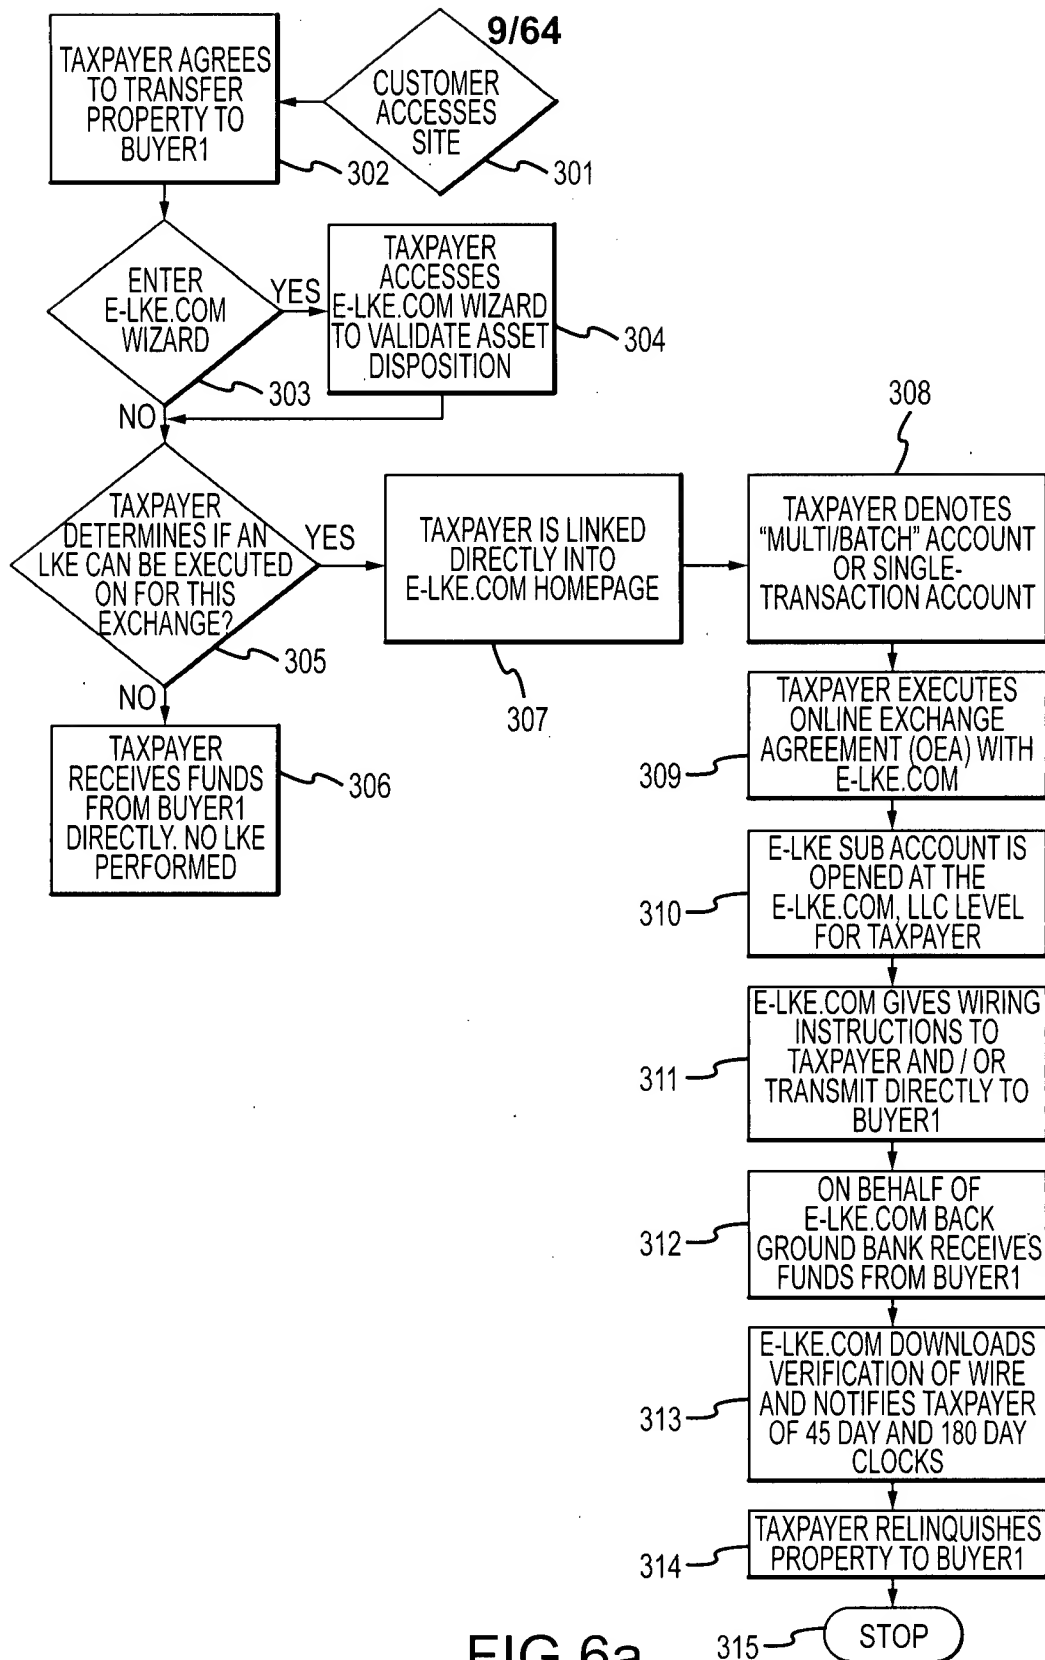 9/64
CUSTOMER
ACCESSES
SITE
301
TAXPAYER AGREES
TO TRANSFER
PROPERTY TO
BUYER1
302
ENTER
E-LKE.COM
WIZARD
303
YES
NO
TAXPAYER
ACCESSES
E-LKE.COM WIZARD
TO VALIDATE ASSET
DISPOSITION
304
TAXPAYER
DETERMINES IF AN
LKE CAN BE EXECUTED
ON FOR THIS
EXCHANGE?
305
YES
NO
TAXPAYER
RECEIVES FUNDS
FROM BUYER1
DIRECTLY. NO LKE
PERFORMED
306
TAXPAYER IS LINKED
DIRECTLY INTO
E-LKE.COM HOMEPAGE
307
308
TAXPAYER DENOTES
“MULTI/BATCH” ACCOUNT
OR SINGLE-
TRANSACTION ACCOUNT
TAXPAYER EXECUTES
ONLINE EXCHANGE
AGREEMENT (OEA) WITH
E-LKE.COM
309
E-LKE SUB ACCOUNT IS
OPENED AT THE
E-LKE.COM, LLC LEVEL
FOR TAXPAYER
310
E-LKE.COM GIVES WIRING
INSTRUCTIONS TO
TAXPAYER AND / OR
TRANSMIT DIRECTLY TO
BUYER1
311
ON BEHALF OF
E-LKE.COM BACK
GROUND BANK RECEIVES
FUNDS FROM BUYER1
312
E-LKE.COM DOWNLOADS
VERIFICATION OF WIRE
AND NOTIFIES TAXPAYER
OF 45 DAY AND 180 DAY
CLOCKS
313
TAXPAYER RELINQUISHES
PROPERTY TO BUYER1
314
STOP
315
FIG.6a